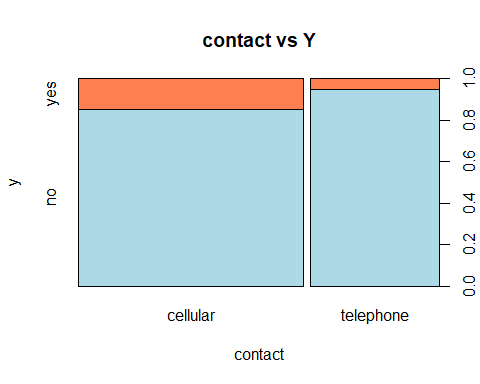 contact vs Y
y
yes
no
1.0
0.8
0.6
0.4
0.2
0.0
cellular
telephone
contact